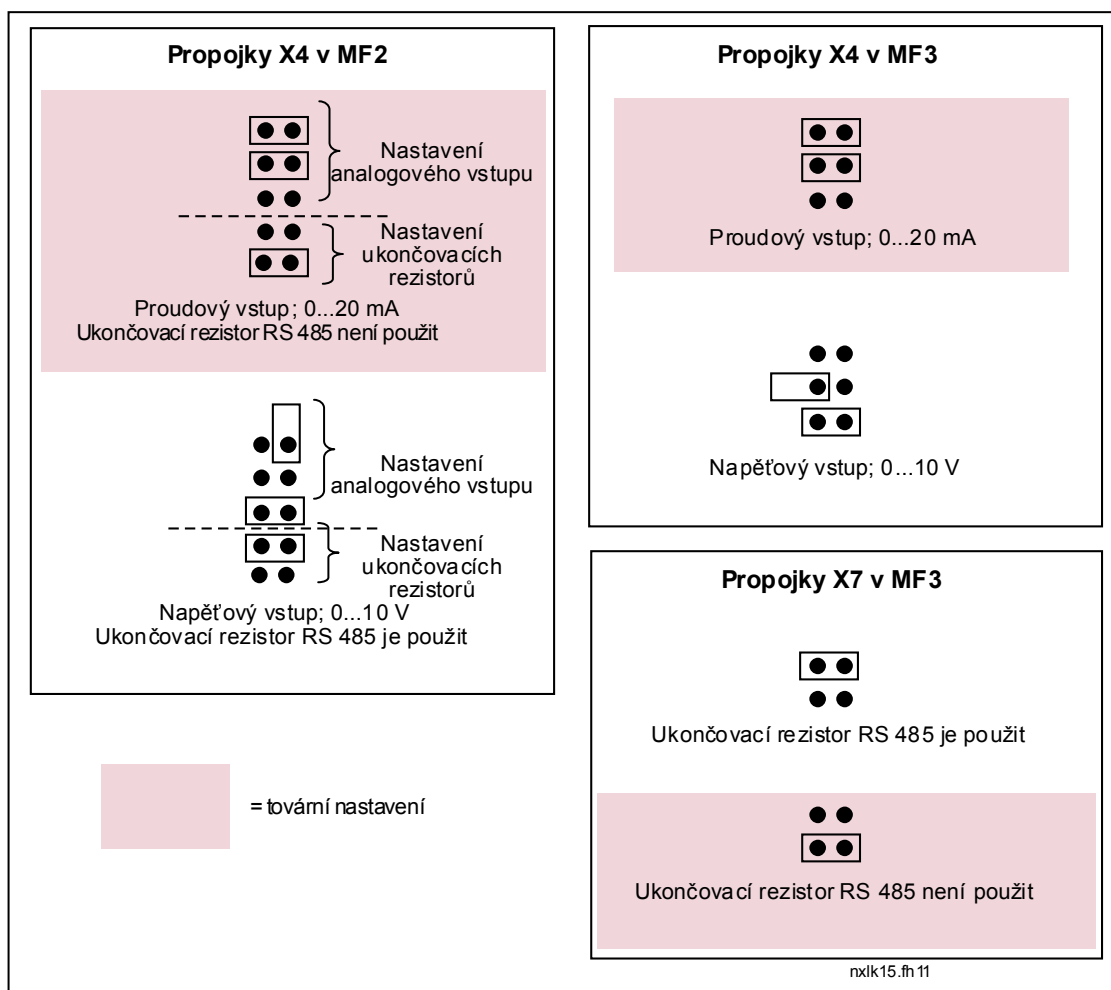 Propojky X4 v MF2
Nastavení
analogového vstupu
Nastavení
ukončovacích
rezistorů
Proudový vstup; 0...20 mA
Ukončovací rezistor RS 485 není použit
Nastavení
analogového vstupu
Nastavení
ukončovacích
rezistorů
Napěťový vstup; 0...10 V
Ukončovací rezistor RS 485 je použit
= tovární nastavení
Propojky X4 v MF3
Proudový vstup; 0...20 mA
Napěťový vstup; 0...10 V
Propojky X7 v MF3
Ukončovací rezistor RS 485 je použit
Ukončovací rezistor RS 485 není použit
nxlk15.fh11